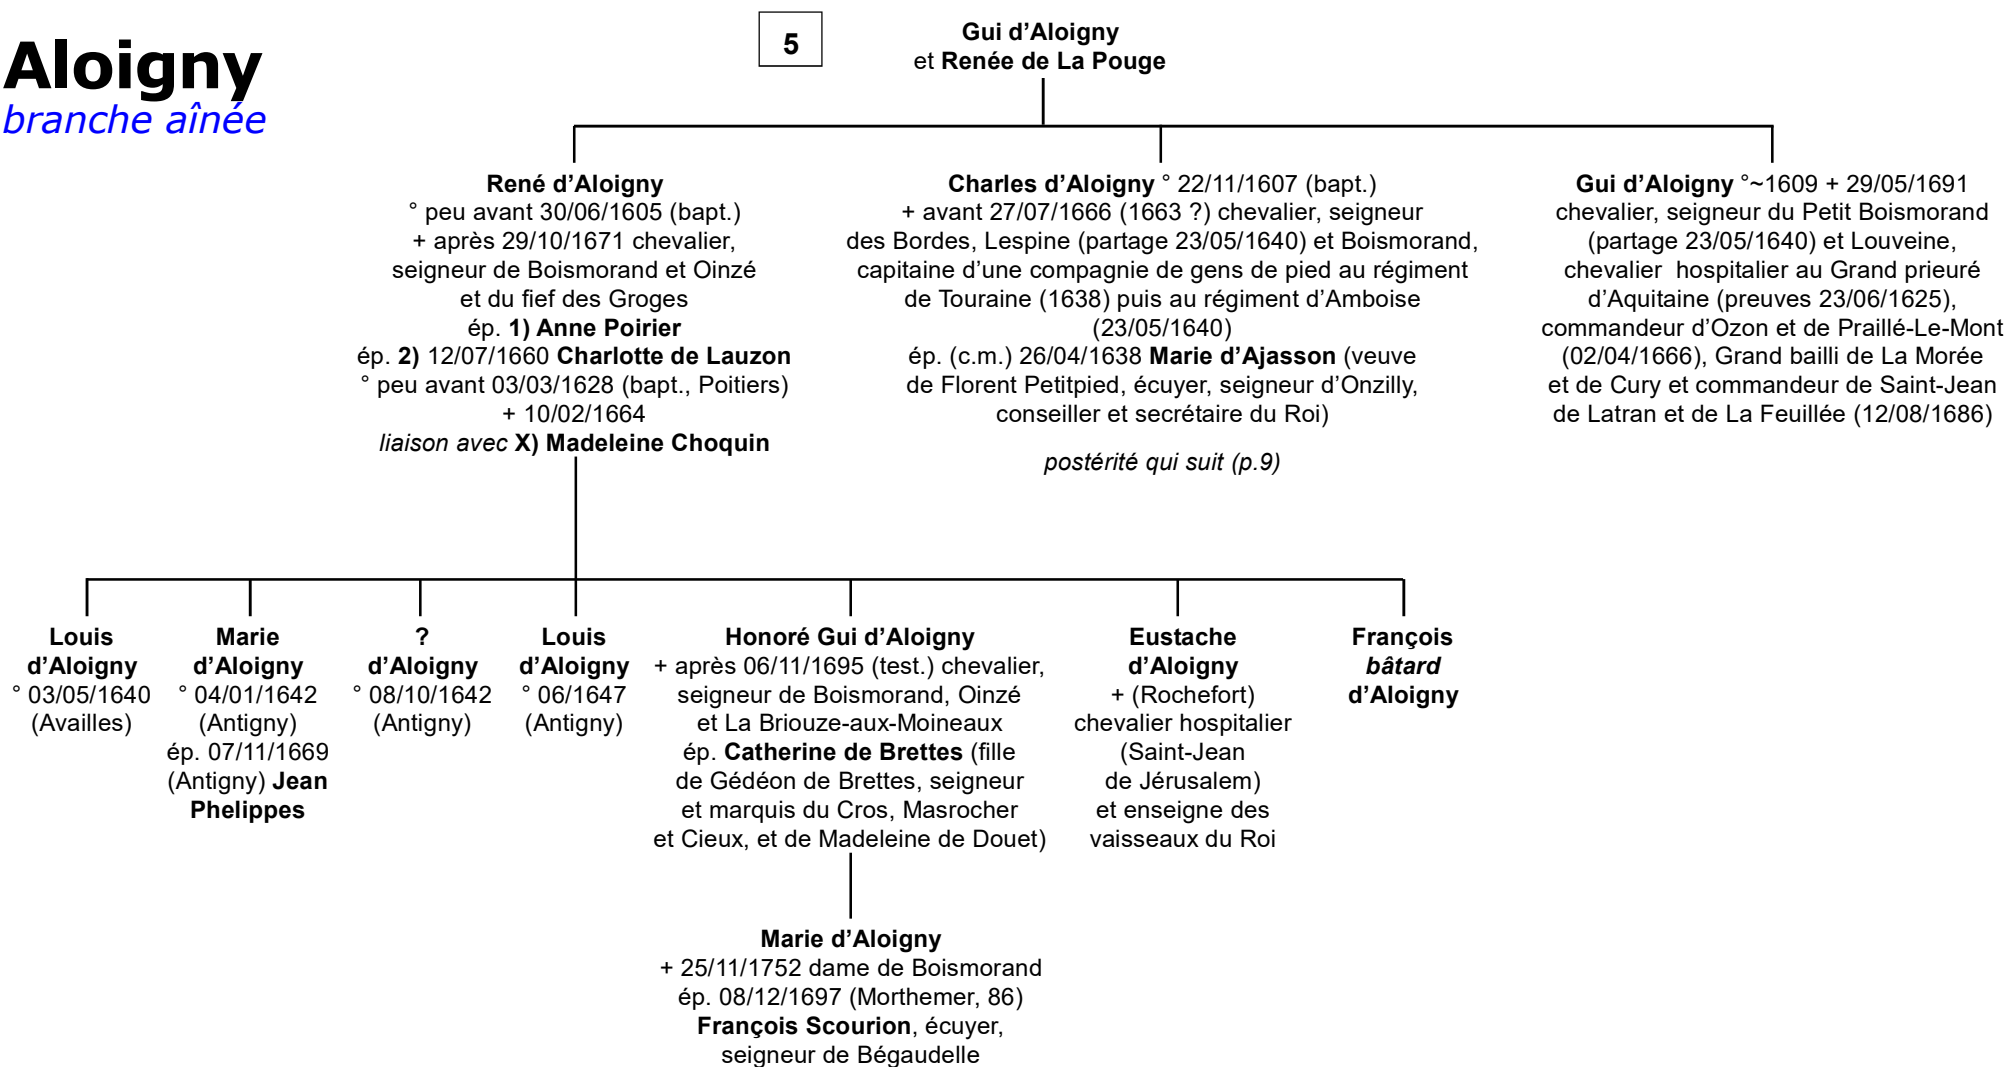 Aloigny
branche aînée
5
Gui d’Aloigny
et Renée de La Pouge
René d’Aloigny
° peu avant 30/06/1605 (bapt.)
+ après 29/10/1671 chevalier,
seigneur de Boismorand et Oinzé
et du fief des Groges
ép. 1) Anne Poirier
ép. 2) 12/07/1660 Charlotte de Lauzon
° peu avant 03/03/1628 (bapt., Poitiers)
+ 10/02/1664
liaison avec X) Madeleine Choquin
Charles d’Aloigny ° 22/11/1607 (bapt.)
+ avant 27/07/1666 (1663 ?) chevalier, seigneur
des Bordes, Lespine (partage 23/05/1640) et Boismorand,
capitaine d’une compagnie de gens de pied au régiment
de Touraine (1638) puis au régiment d’Amboise
(23/05/1640)
ép. (c.m.) 26/04/1638 Marie d’Ajasson (veuve
de Florent Petitpied, écuyer, seigneur d’Onzilly,
conseiller et secrétaire du Roi)
postérité qui suit (p.9)
Gui d’Aloigny °~1609 + 29/05/1691
chevalier, seigneur du Petit Boismorand
(partage 23/05/1640) et Louveine,
chevalier hospitalier au Grand prieuré
d’Aquitaine (preuves 23/06/1625),
commandeur d’Ozon et de Praillé-Le-Mont
(02/04/1666), Grand bailli de La Morée
et de Cury et commandeur de Saint-Jean
de Latran et de La Feuillée (12/08/1686)
Louis
d’Aloigny
° 03/05/1640
(Availles)
Marie
d’Aloigny
° 04/01/1642
(Antigny)
ép. 07/11/1669
(Antigny) Jean
Phelippes
?
d’Aloigny
° 08/10/1642
(Antigny)
Louis
d’Aloigny
° 06/1647
(Antigny)
Honoré Gui d’Aloigny
+ après 06/11/1695 (test.) chevalier,
seigneur de Boismorand, Oinzé
et La Briouze-aux-Moineaux
ép. Catherine de Brettes (fille
de Gédéon de Brettes, seigneur
et marquis du Cros, Masrocher
et Cieux, et de Madeleine de Douet)
Eustache
d’Aloigny
+ (Rochefort)
chevalier hospitalier
(Saint-Jean
de Jérusalem)
et enseigne des
vaisseaux du Roi
François
bâtard
d’Aloigny
Marie d’Aloigny
+ 25/11/1752 dame de Boismorand
ép. 08/12/1697 (Morthemer, 86)
François Scourion, écuyer,
seigneur de Bégaudelle